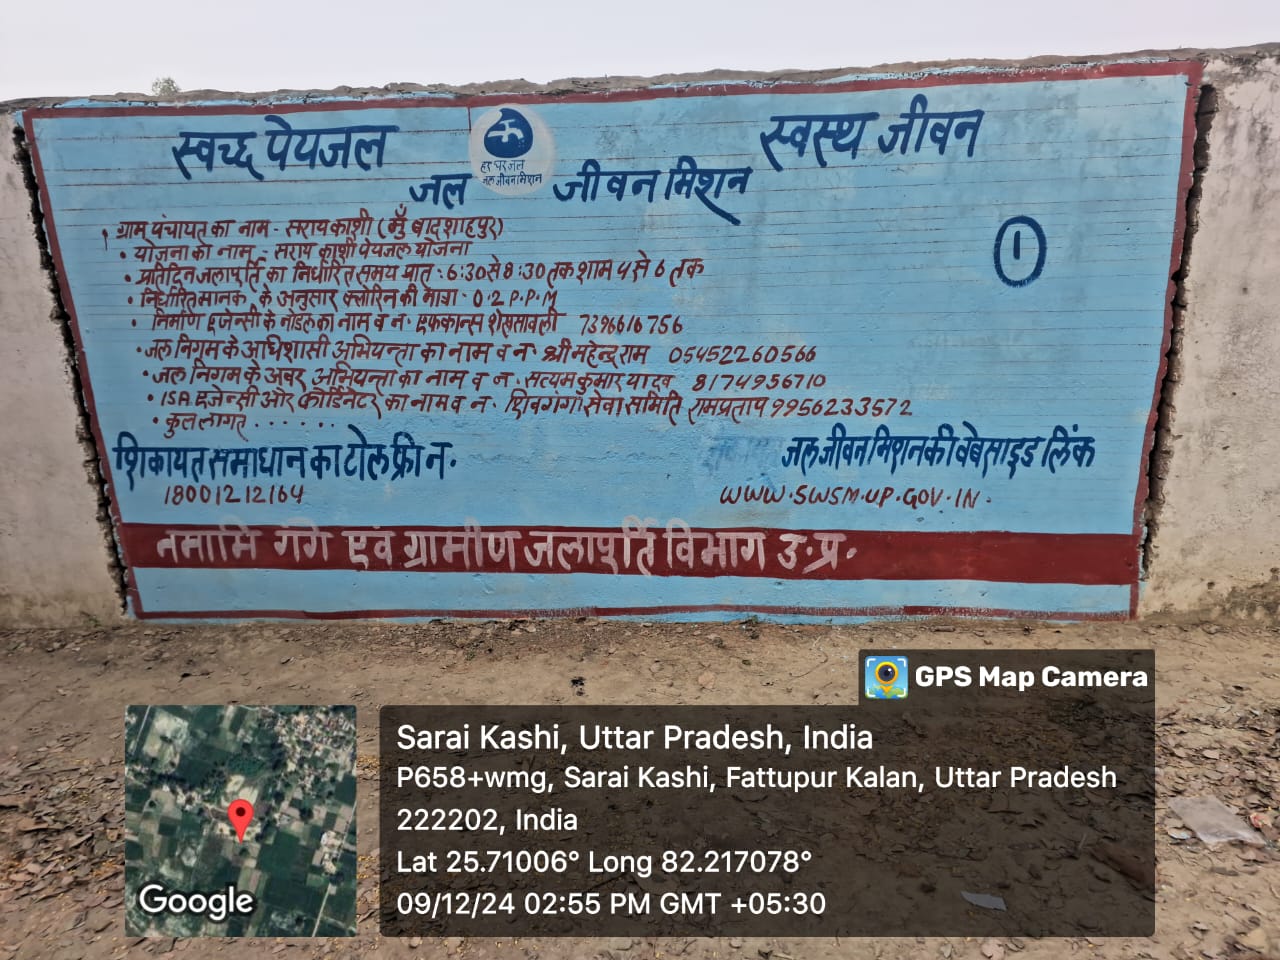 स्वच्छ पेयजल
स्वस्थ जीवन
हर घर जल
जल जीवन मिशन
जल जीवन मिशन
1
ग्राम पंचायत का नाम - सराय काशी (मुँ बादशाहपुर)
योजना का नाम - सराय काशी पेयजल योजना
प्रतिदिन जलापूर्ति का निर्धारित समय प्रात: 6:30 से 8:30 तक शाम 4 से 6 तक
निर्धारित मानक के अनुसार क्लोरिन की मात्रा - 0.2 P.P.M
निर्माण एजेन्सी के नोडल का नाम व न. एफकान्स 7396616756
जल निगम के अधिशासी अभियन्ता का नाम व न. श्री महेन्द्र राम 05452260566
जल निगम के अवर अभियन्ता का नाम व न. सत्यम कुमार यादव 8174956710
ISA एजेन्सी और कोर्डिनेटर का नाम व न. शिवगंगा सेवा समिति रामप्रताप 9956233572
कुल लागत . . . . . .
शिकायत समाधान का टोल फ्री न.
18001212164
जल जीवन मिशन की वेबसाइड लिंक
WWW.SWSM.UP.GOV.IN.
नमामि गंगे एवं ग्रामीण जलापूर्ति विभाग उ.प्र.
GPS Map Camera
Sarai Kashi, Uttar Pradesh, India
P658+wmg, Sarai Kashi, Fattupur Kalan, Uttar Pradesh
222202, India
Lat 25.71006° Long 82.217078°
09/12/24 02:55 PM GMT +05:30
Google